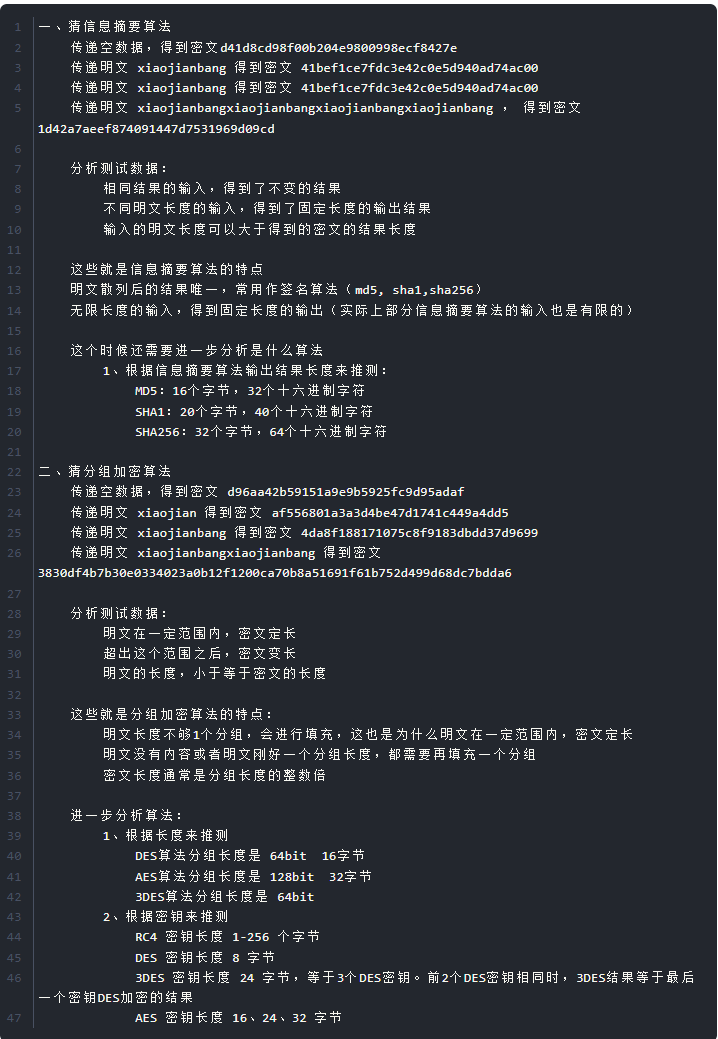 1 一、猜信息摘要算法
2 传递空数据，得到密文d41d8cd98f00b204e9800998ecf8427e
3 传递明文 xiaojianbang 得到密文 41bef1ce7fdc3e42c0e5d940ad74ac00
4 传递明文 xiaojianbang 得到密文 41bef1ce7fdc3e42c0e5d940ad74ac00
5 传递明文 xiaojianbangxiaojianbangxiaojianbangxiaojianbang ， 得到密文
1d42a7aeef874091447d7531969d09cd
6
7 分析测试数据：
8 相同结果的输入，得到了不变的结果
9 不同明文长度的输入，得到了固定长度的输出结果
10 输入的明文长度可以大于得到的密文的结果长度
11
12 这些就是信息摘要算法的特点
13 明文散列后的结果唯一，常用作签名算法（md5, sha1,sha256）
14 无限长度的输入，得到固定长度的输出（实际上部分信息摘要算法的输入也是有限的）
15
16 这个时候还需要进一步分析是什么算法
17 1、根据信息摘要算法输出结果长度来推测：
18 MD5：16个字节，32个十六进制字符
19 SHA1：20个字节，40个十六进制字符
20 SHA256：32个字节，64个十六进制字符
21
22 二、猜分组加密算法
23 传递空数据，得到密文 d96aa42b59151a9e9b5925fc9d95adaf
24 传递明文 xiaojian 得到密文 af556801a3a3d4be47d1741c449a4dd5
25 传递明文 xiaojianbang 得到密文 4da8f188171075c8f9183dbdd37d9699
26 传递明文 xiaojianbangxiaojianbang 得到密文
3830df4b7b30e0334023a0b12f1200ca70b8a51691f61b752d499d68dc7bdda6
27
28 分析测试数据：
29 明文在一定范围内，密文定长
30 超出这个范围之后，密文变长
31 明文的长度，小于等于密文的长度
32
33 这些就是分组加密算法的特点：
34 明文长度不够1个分组，会进行填充，这也是为什么明文在一定范围内，密文定长
35 明文没有内容或者明文刚好一个分组长度，都需要再填充一个分组
36 密文长度通常是分组长度的整数倍
37
38 进一步分析算法：
39 1、根据长度来推测
40 DES算法分组长度是 64bit  16字节
41 AES算法分组长度是 128bit  32字节
42 3DES算法分组长度是 64bit
43 2、根据密钥来推测
44 RC4 密钥长度 1-256 个字节
45 DES 密钥长度 8 字节
46 3DES 密钥长度 24 字节，等于3个DES密钥。前2个DES密钥相同时，3DES结果等于最后
一个密钥DES加密的结果
47 AES 密钥长度 16、24、32 字节